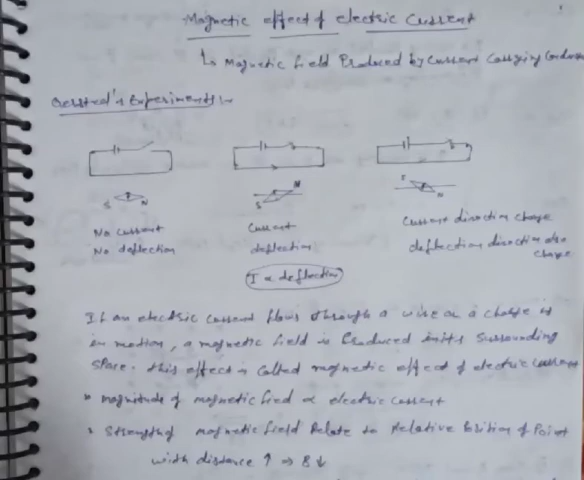 Magnetic effect of electric Current
↳ Magnetic field Produced by Current Carrying Conductor
Oersted's Experiments :-
S N
S N
S N
No current
No deflection
Current
deflection
Current direction change
deflection direction also
change
I ∝ deflection
If an electric current flows through a wire or a charge is
in motion, a magnetic field is Produced in its Surrounding
Space. this effect is Called magnetic effect of electric current
* magnitude of magnetic field ∝ electric current
* Strength of magnetic field Relate to Relative Position of Point
with distance ↑ ⇒ B ↓